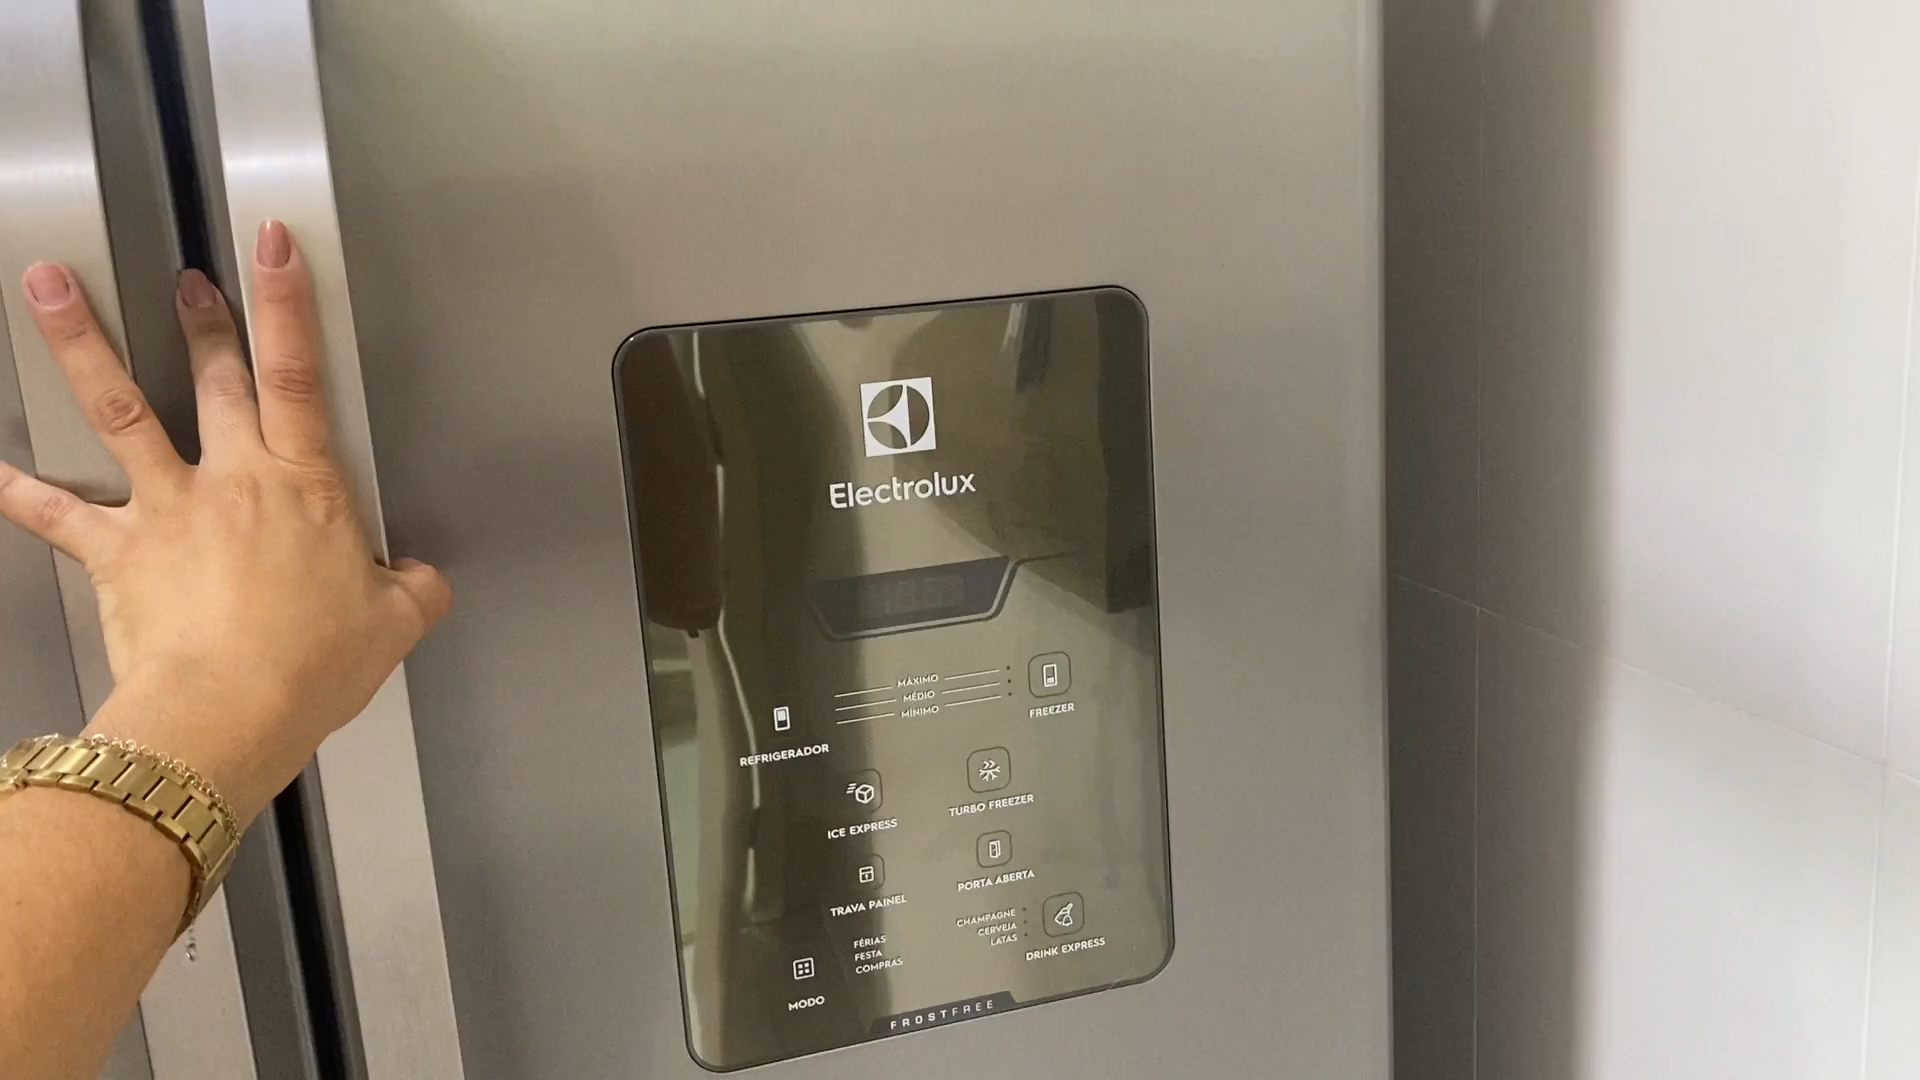 Electrolux
MÁXIMO
MÉDIO
MÍNIMO
FREEZER
REFRIGERADOR
ICE EXPRESS
TURBO FREEZER
TRAVA PAINEL
PORTA ABERTA
FÉRIAS
FESTA
COMPRAS
CHAMPAGNE
CERVEJA
LATAS
DRINK EXPRESS
MODO
FROSTFREE